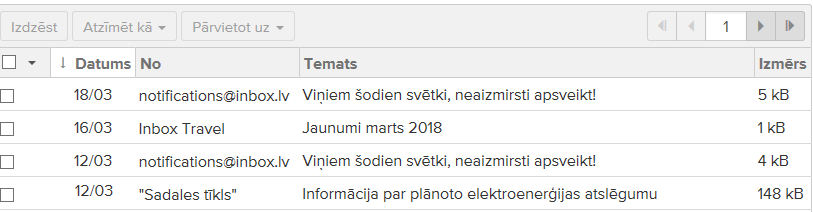 Izdzēst Atzīmēt kā Pārvietot uz 1
Datums No Temats Izmērs
18/03 notifications@inbox.lv Viņiem šodien svētki, neaizmirsti apsveikt! 5 kB
16/03 Inbox Travel Jaunumi marts 2018 1 kB
12/03 notifications@inbox.lv Viņiem šodien svētki, neaizmirsti apsveikt! 4 kB
12/03 "Sadales tīkls" Informācija par plānoto elektroenerģijas atslēgumu 148 kB